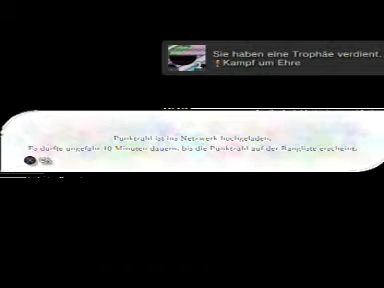 Sie haben eine Trophäe verdient.
Kampf um Ehre
Punktzahl ist ins Netzwerk hochgeladen.
Es dürfte ungefähr 10 Minuten dauern, bis die Punktzahl auf der Rangliste erscheint.